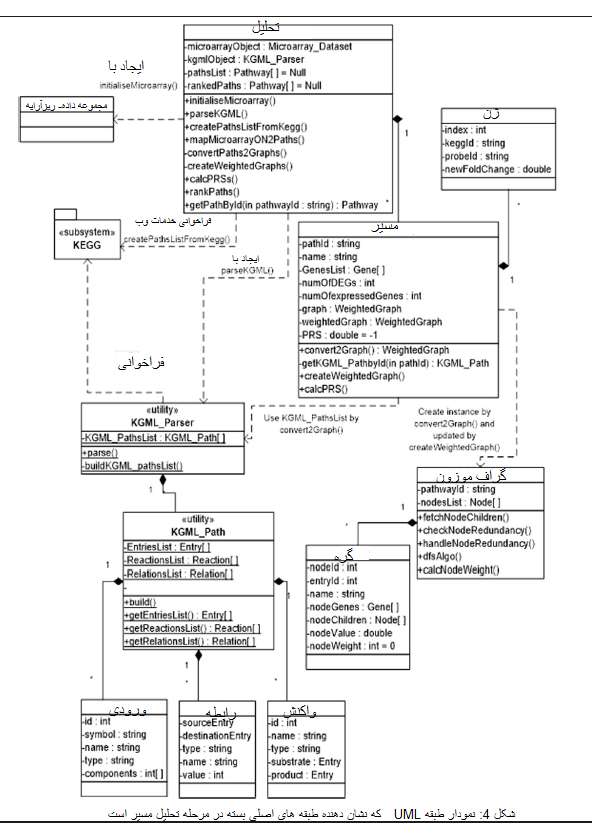 تحلیل
-microarrayObject : Microarray_Dataset
-kgmlObject : KGML_Parser
-pathsList : Pathway[ ] = Null
-rankedPaths : Pathway[ ] = Null
+initialiseMicroarray()
+parseKGML()
+createPathsListFromKegg()
+mapMicroarrayON2Paths()
-convertPaths2Graphs()
-createWeightedGraphs()
+calcPRSs()
+rankPaths()
+getPathById(in pathwayId : string) : Pathway
ایجاد با
initialiseMicroarray()
مجموعه داده_ ریزآرایه
1
*
ژن
-index : int
-keggId : string
-probeId : string
-newFoldChange : double
*
1
«subsystem»
KEGG
فراخوانی خدمات وب
createPathsListFromKegg()
ایجاد با
parseKGML()
مسیر
-pathId : string
-name : string
-GenesList : Gene[ ]
-numOfDEGs : int
-numOfexpressedGenes : int
-graph : WeightedGraph
-weightedGraph : WeightedGraph
-PRS : double = -1
+convert2Graph() : WeightedGraph
-getKGML_PathbyId(in pathId) : KGML_Path
+createWeightedGraph()
+calcPRS()
فراخوانی
«utility»
KGML_Parser
-KGML_PathsList : KGML_Path[ ]
+parse()
-buildKGML_pathsList()
Use KGML_PathsList by
convert2Graph()
Create instance by
convert2Graph() and
updated by
createWeightedGraph()
1
*
«utility»
KGML_Path
-EntriesList : Entry[ ]
-ReactionsList : Reaction[ ]
-RelationsList : Relation[ ]
-
+build()
+getEntriesList() : Entry[ ]
+getReactionsList() : Reaction[ ]
+getRelationsList() : Relation[ ]
گراف موزون
-pathwayId : string
-nodesList : Node[ ]
+fetchNodeChildren()
+checkNodeRedundancy()
+handleNodeRedundancy()
+dfsAlgo()
+calcNodeWeight()
1
*
گره
-nodeId : int
-entryId : int
-name : string
-nodeGenes : Gene[ ]
-nodeChildren : Node[ ]
-nodeValue : double
-nodeWeight : int = 0
1
1
1
*
*
*
ورودی
-id : int
-symbol : string
-name : string
-type : string
-components : int[ ]
رابطه
-sourceEntry
-destinationEntry
-type : string
-name : string
-value : int
واکنش
-id : int
-name : string
-type : string
-substrate : Entry
-product : Entry
شکل 4: نمودار طبقه UML که نشان دهنده طبقه های اصلی بسته در مرحله تحلیل مسیر است